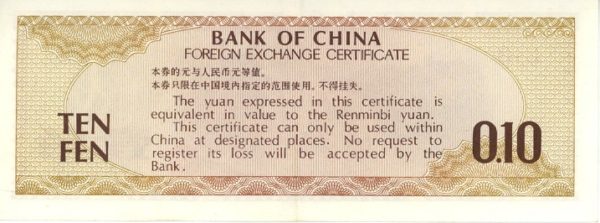 BANK OF CHINA
FOREIGN EXCHANGE CERTIFICATE
本券的元与人民币元等值。
本券只限在中国境内指定的范围使用，不得挂失。
The yuan expressed in this certificate is
equivalent in value to the Renminbi yuan.
This certificate can only be used within
China at designated places. No request to
register its loss will be accepted by the
Bank.
TEN
FEN
0.10